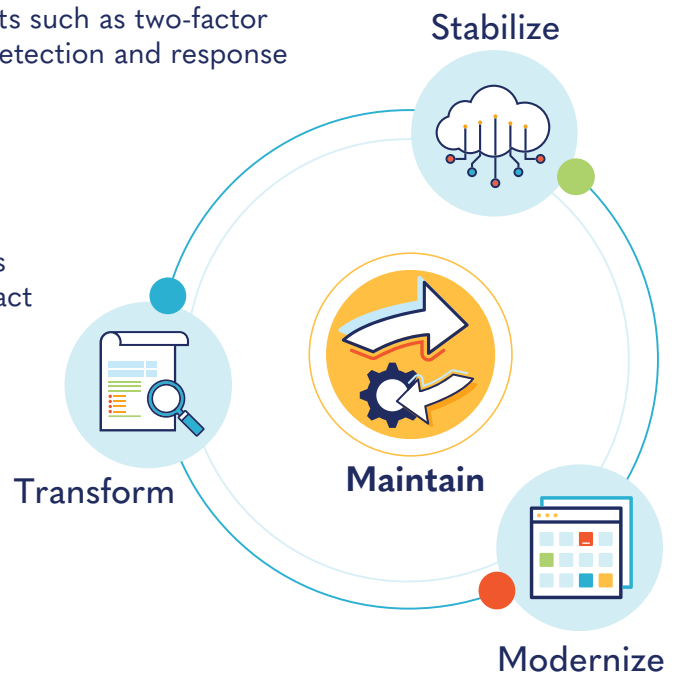 ts such as two-factor
etection and response
Stabilize
s
act
Transform
Maintain
Modernize